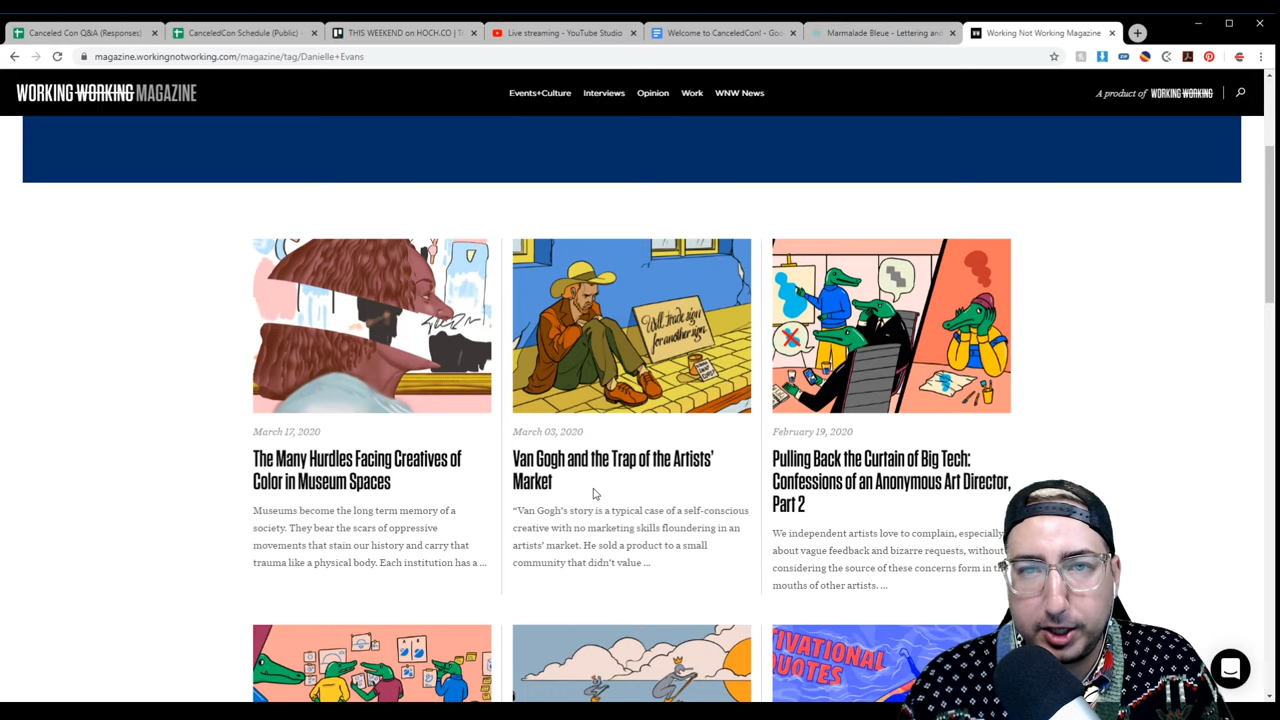 Canceled Con Q&A (Responses)
CanceledCon Schedule (Public) -
THIS WEEKEND on HOCH.CO | T
Live streaming - YouTube Studio
Welcome to CanceledCon! - Goo
Marmalade Bleue - Lettering and
Working Not Working Magazine
magazine.workingnotworking.com/magazine/tag/Danielle+Evans
WORKING WORKING MAGAZINE
Events+Culture
Interviews
Opinion
Work
WNW News
A product of WORKING WORKING
Will trade sign
for another sign
March 17, 2020
The Many Hurdles Facing Creatives of
Color in Museum Spaces
Museums become the long term memory of a
society. They bear the scars of oppressive
movements that stain our history and carry that
trauma like a physical body. Each institution has a ...
March 03, 2020
Van Gogh and the Trap of the Artists’
Market
“Van Gogh’s story is a typical case of a self-conscious
creative with no marketing skills floundering in an
artists’ market. He sold a product to a small
community that didn’t value ...
February 19, 2020
Pulling Back the Curtain of Big Tech:
Confessions of an Anonymous Art Director,
Part 2
We independent artists love to complain, especially
about vague feedback and bizarre requests, without
considering the source of these concerns form in th
mouths of other artists. ...
TIVATIONAL
QUOTES